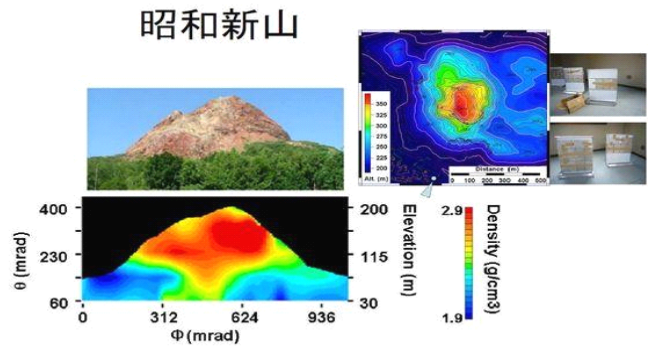 昭和新山
350
325
300
275
250
225
200
Alt. (m)
Distance (m)
0 100 200 300 400 500 600
400
230
60
θ (mrad)
200
115
30
Elevation (m)
2.9
1.9
Density (g/cm3)
0 312 624 936
Φ(mrad)